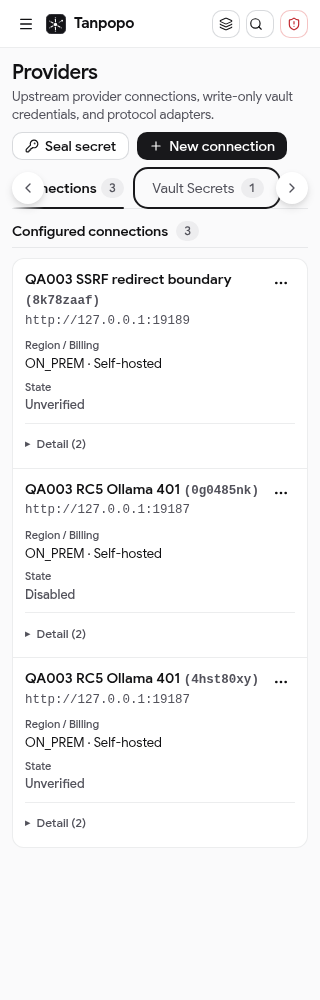 Tanpopo
Providers
Upstream provider connections, write-only vault
credentials, and protocol adapters.
Seal secret
New connection
nections 3
Vault Secrets 1
Configured connections 3
QA003 SSRF redirect boundary
(8k78zaaf)
http://127.0.0.1:19189
Region / Billing
ON_PREM · Self-hosted
State
Unverified
▸ Detail (2)
QA003 RC5 Ollama 401 (0g0485nk)
http://127.0.0.1:19187
Region / Billing
ON_PREM · Self-hosted
State
Disabled
▸ Detail (2)
QA003 RC5 Ollama 401 (4hst80xy)
http://127.0.0.1:19187
Region / Billing
ON_PREM · Self-hosted
State
Unverified
▸ Detail (2)